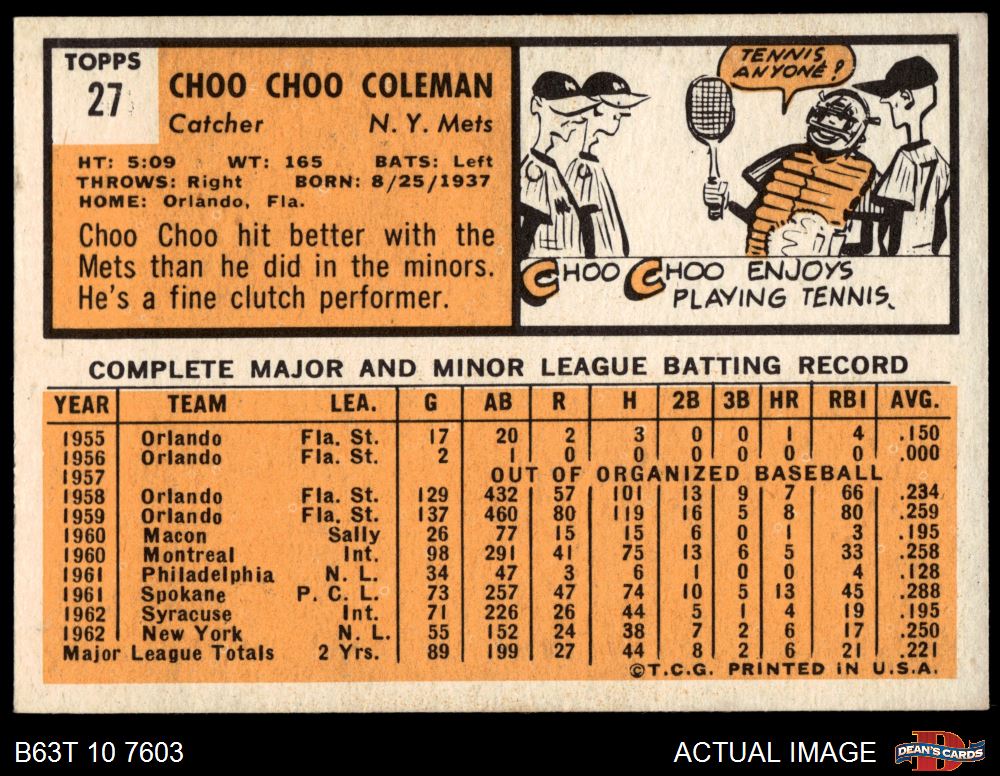 TOPPS
27
CHOO CHOO COLEMAN
Catcher N. Y. Mets
HT: 5:09 WT: 165 BATS: Left
THROWS: Right BORN: 8/25/1937
HOME: Orlando, Fla.
Choo Choo hit better with the
Mets than he did in the minors.
He's a fine clutch performer.
TENNIS,
ANYONE?
CHOO CHOO ENJOYS
PLAYING TENNIS.
COMPLETE MAJOR AND MINOR LEAGUE BATTING RECORD
YEAR TEAM LEA. G AB R H 2B 3B HR RBI AVG.
1955 Orlando Fla. St. 17 20 2 3 0 0 1 4 .150
1956 Orlando Fla. St. 2 1 0 0 0 0 0 0 .000
1957 OUT OF ORGANIZED BASEBALL
1958 Orlando Fla. St. 129 432 57 101 13 9 7 66 .234
1959 Orlando Fla. St. 137 460 80 119 16 5 8 80 .259
1960 Macon Sally 26 77 15 15 6 0 1 3 .195
1960 Montreal Int. 98 291 41 75 13 6 5 33 .258
1961 Philadelphia N. L. 34 47 3 6 1 0 0 4 .128
1961 Spokane P. C. L. 73 257 47 74 10 5 13 45 .288
1962 Syracuse Int. 71 226 26 44 5 1 4 19 .195
1962 New York N. L. 55 152 24 38 7 2 6 17 .250
Major League Totals 2 Yrs. 89 199 27 44 8 2 6 21 .221
©T.C.G. PRINTED IN U.S.A.
B63T 10 7603 ACTUAL IMAGE DEAN'S CARDS